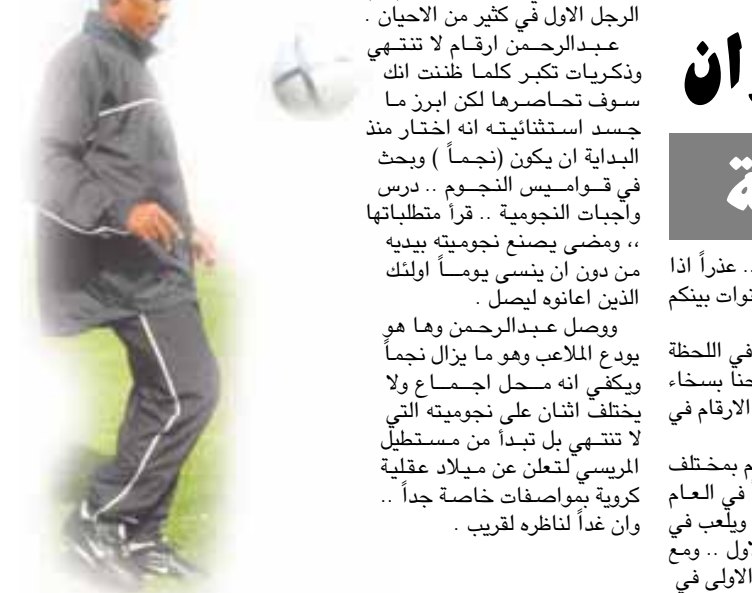 الرجل الاول في كثير من الاحيان .
عبدالرحمن ارقام لا تنتهي
وذكريات تكبر كلما ظننت انك
سوف تحاصرها لكن ابرز ما
جسد استثنائيته انه اختار منذ
البداية ان يكون (نجماً ) وبحث
في قواميس النجوم .. درس
واجبات النجومية .. قرأ متطلباتها
،، ومضى يصنع نجوميته بيديه
من دون ان ينسى يوماً اولئك
الذين اعانوه ليصل .
ووصل عبدالرحمن وها هو
يودع الملاعب وهو ما يزال نجماً
ويكفي انه محل اجماع ولا
يختلف اثنان على نجوميته التي
لا تنتهي بل تبدأ من مستطيل
المريسي لتعلن عن ميلاد عقلية
كروية بمواصفات خاصة جداً ..
وان غداً لناظره لقريب .
.. عذراً اذا
بينكم
في اللحظة
بسخاء
الارقام في
بمختلف
في العام
ويلعب في
.. ومع
الاولى في